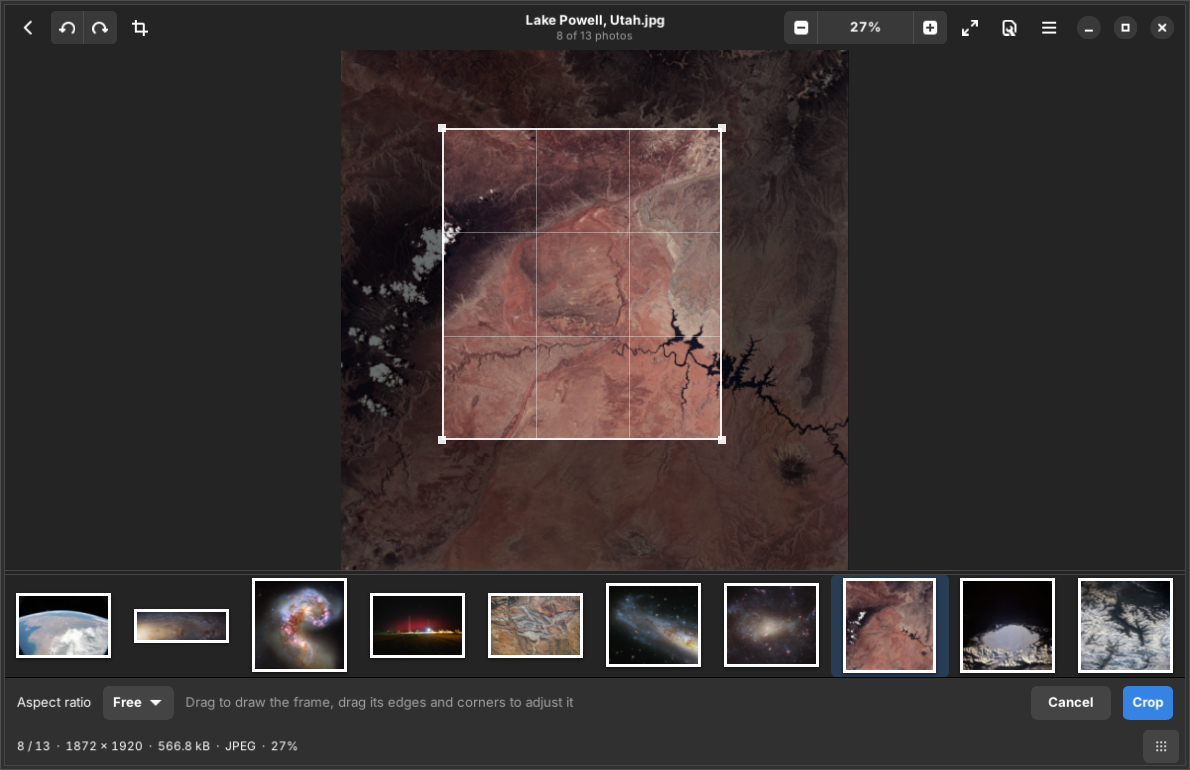 Lake Powell, Utah.jpg
8 of 13 photos
27%
Aspect ratio
Free
Drag to draw the frame, drag its edges and corners to adjust it
Cancel
Crop
8 / 13 · 1872 × 1920 · 566.8 kB · JPEG · 27%